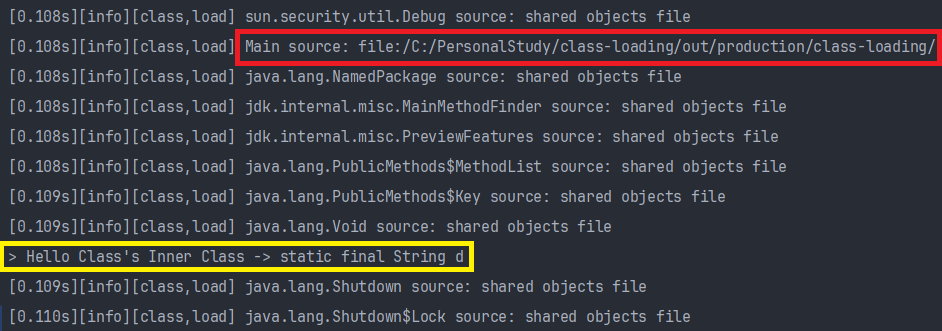 [0.108s][info][class,load] sun.security.util.Debug source: shared objects file
[0.108s][info][class,load] Main source: file:/C:/PersonalStudy/class-loading/out/production/class-loading/
[0.108s][info][class,load] java.lang.NamedPackage source: shared objects file
[0.108s][info][class,load] jdk.internal.misc.MainMethodFinder source: shared objects file
[0.108s][info][class,load] jdk.internal.misc.PreviewFeatures source: shared objects file
[0.108s][info][class,load] java.lang.PublicMethods$MethodList source: shared objects file
[0.109s][info][class,load] java.lang.PublicMethods$Key source: shared objects file
[0.109s][info][class,load] java.lang.Void source: shared objects file
> Hello Class's Inner Class -> static final String d
[0.109s][info][class,load] java.lang.Shutdown source: shared objects file
[0.110s][info][class,load] java.lang.Shutdown$Lock source: shared objects file